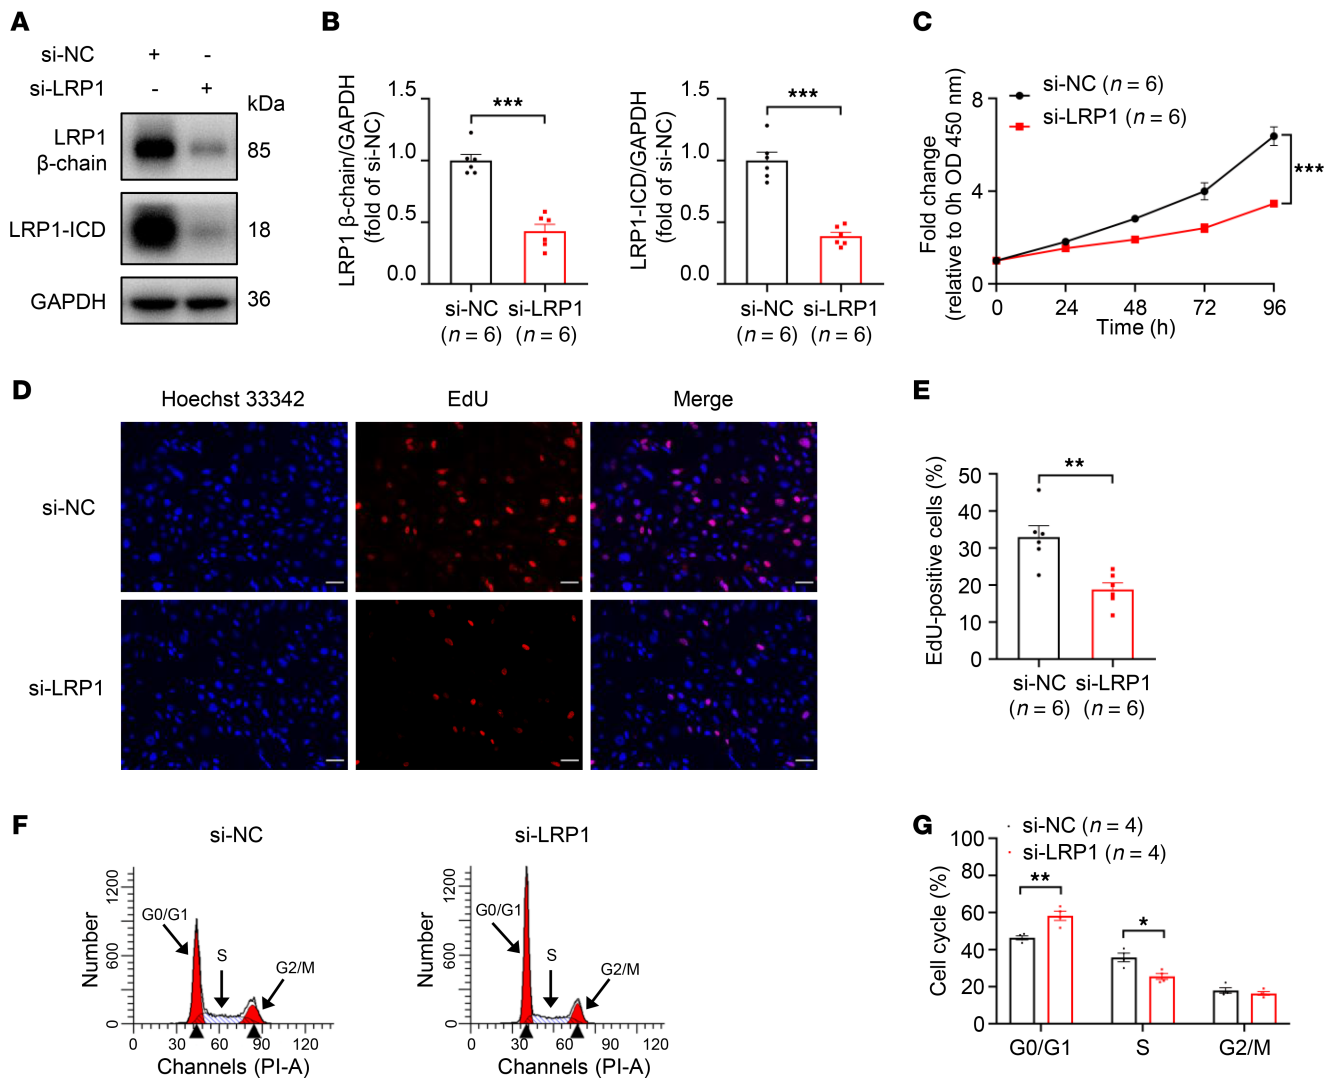 A
si-NC + -
si-LRP1 - +
kDa
LRP1
β-chain
85
LRP1-ICD
18
GAPDH
36
B
LRP1 β-chain/GAPDH
(fold of si-NC)
1.5
1.0
0.5
0.0
***
si-NC si-LRP1
(n = 6) (n = 6)
LRP1-ICD/GAPDH
(fold of si-NC)
1.5
1.0
0.5
0.0
***
si-NC si-LRP1
(n = 6) (n = 6)
C
Fold change
(relative to 0h OD 450 nm)
si-NC (n = 6)
si-LRP1 (n = 6)
8
4
0
***
0 24 48 72 96
Time (h)
D
Hoechst 33342 EdU Merge
si-NC
si-LRP1
E
EdU-positive cells (%)
50
40
30
20
10
0
**
si-NC si-LRP1
(n = 6) (n = 6)
F
si-NC
Number
1200
600
0
G0/G1
S
G2/M
0 30 60 90 120
Channels (PI-A)
si-LRP1
Number
1200
600
0
G0/G1
S
G2/M
0 30 60 90 120
Channels (PI-A)
G
si-NC (n = 4)
si-LRP1 (n = 4)
Cell cycle (%)
100
80
60
40
20
0
**
*
G0/G1 S G2/M